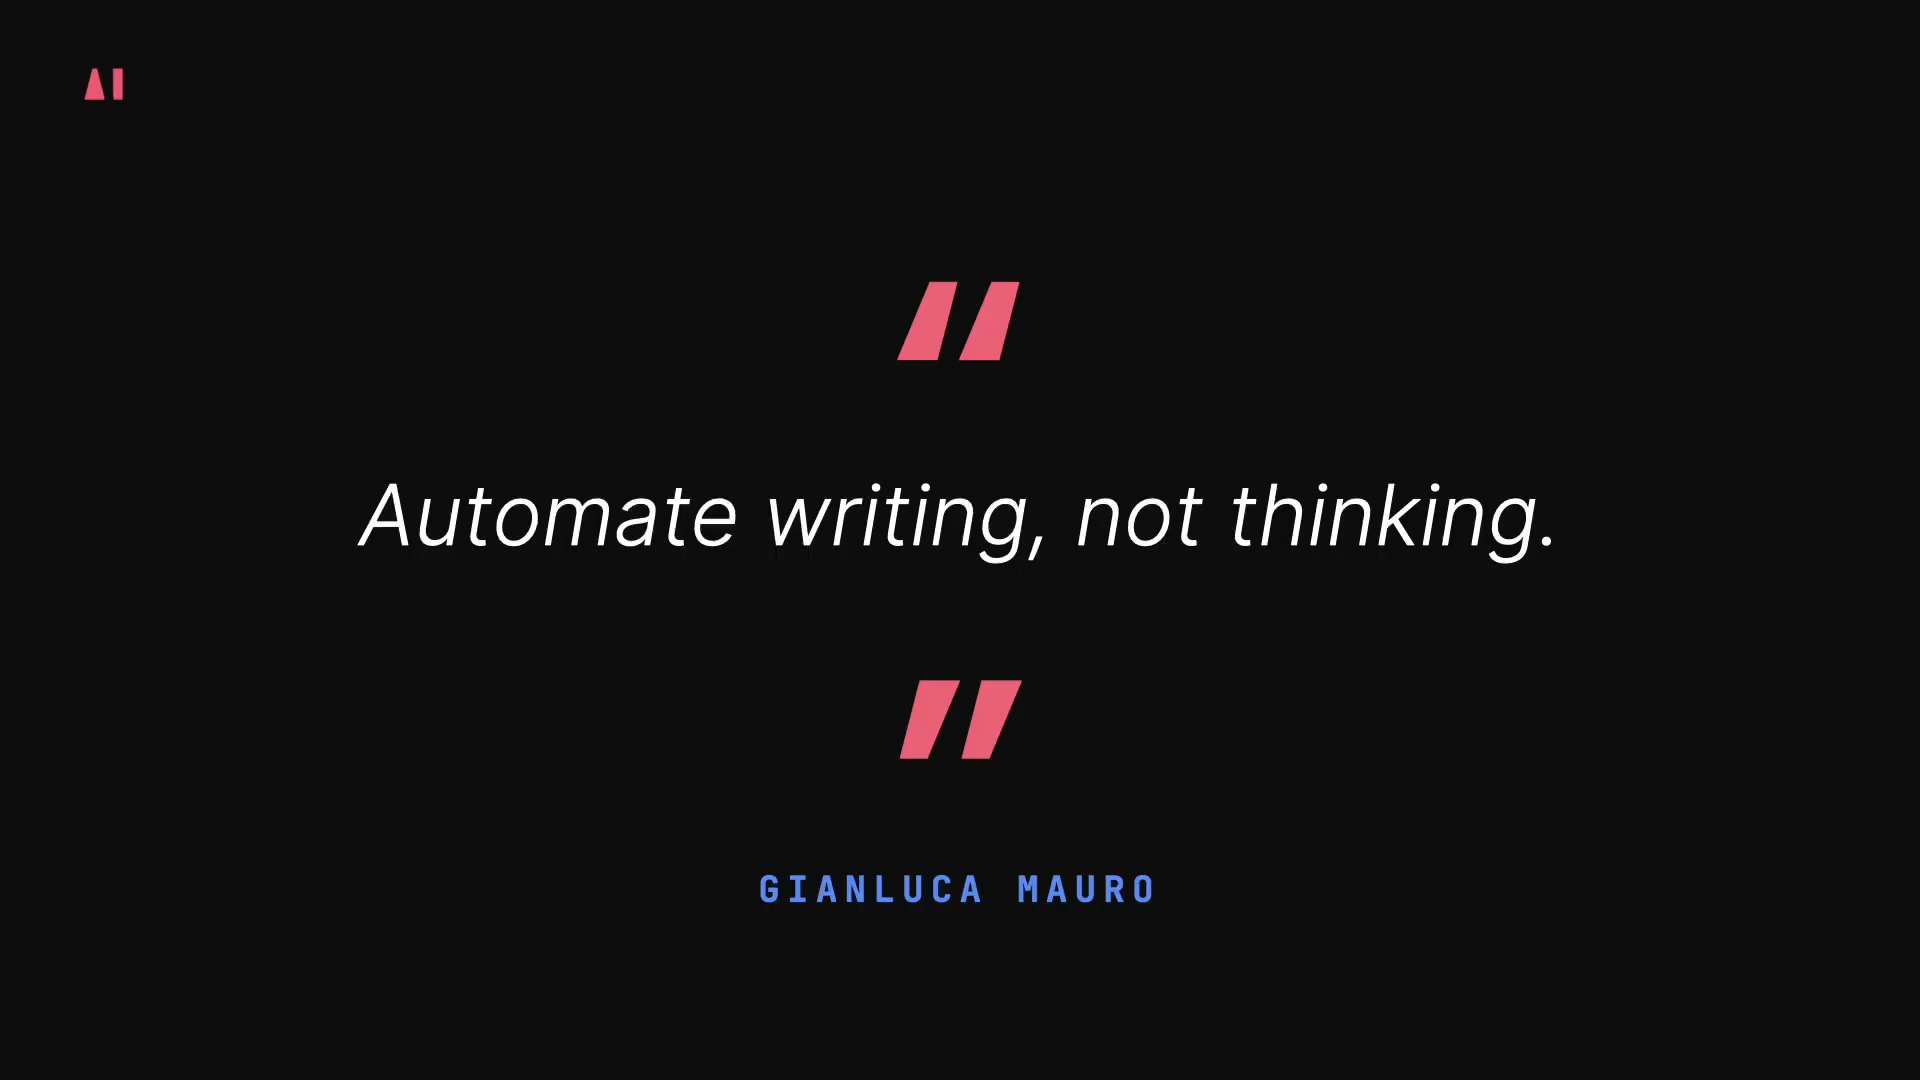 AI
“
Automate writing, not thinking.
”
GIANLUCA MAURO